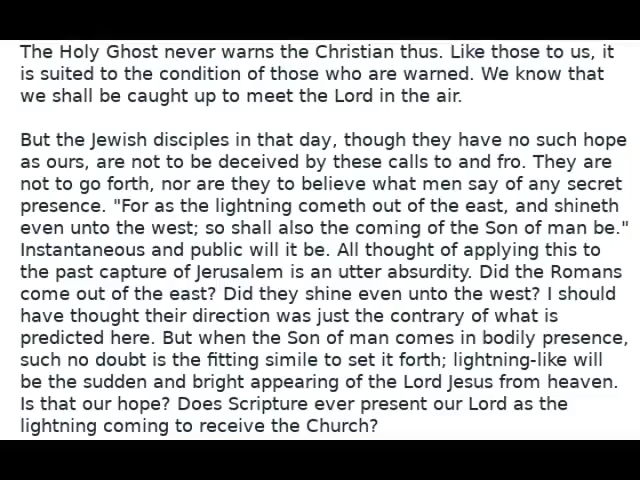 The Holy Ghost never warns the Christian thus. Like those to us, it
is suited to the condition of those who are warned. We know that
we shall be caught up to meet the Lord in the air.
But the Jewish disciples in that day, though they have no such hope
as ours, are not to be deceived by these calls to and fro. They are
not to go forth, nor are they to believe what men say of any secret
presence. "For as the lightning cometh out of the east, and shineth
even unto the west; so shall also the coming of the Son of man be."
Instantaneous and public will it be. All thought of applying this to
the past capture of Jerusalem is an utter absurdity. Did the Romans
come out of the east? Did they shine even unto the west? I should
have thought their direction was just the contrary of what is
predicted here. But when the Son of man comes in bodily presence,
such no doubt is the fitting simile to set it forth; lightning-like will
be the sudden and bright appearing of the Lord Jesus from heaven.
Is that our hope? Does Scripture ever present our Lord as the
lightning coming to receive the Church?